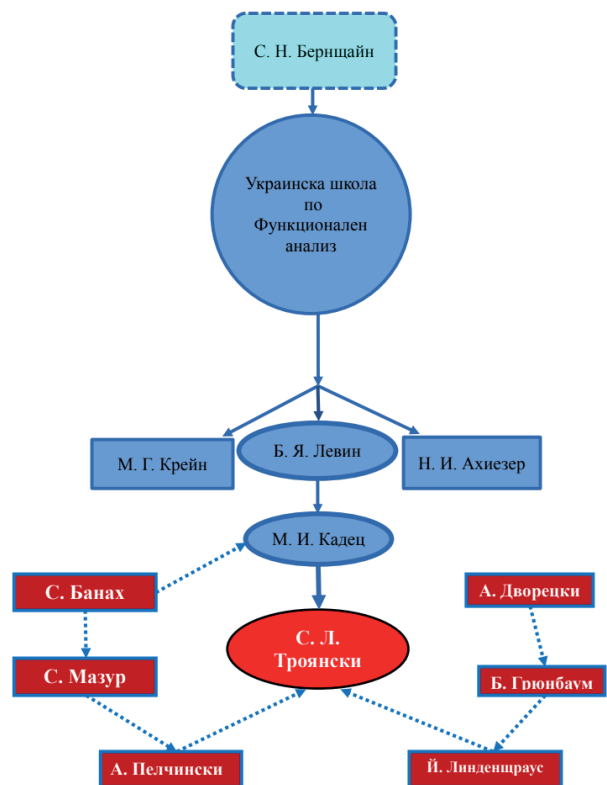 С. Н. Бернщайн
Украинска школа
по
Функционален
анализ
М. Г. Крейн
Б. Я. Левин
Н. И. Ахиезер
М. И. Кадец
С. Банах
А. Дворецки
С. Л.
Троянски
С. Мазур
Б. Грюнбаум
А. Пелчински
Й. Линденщраус